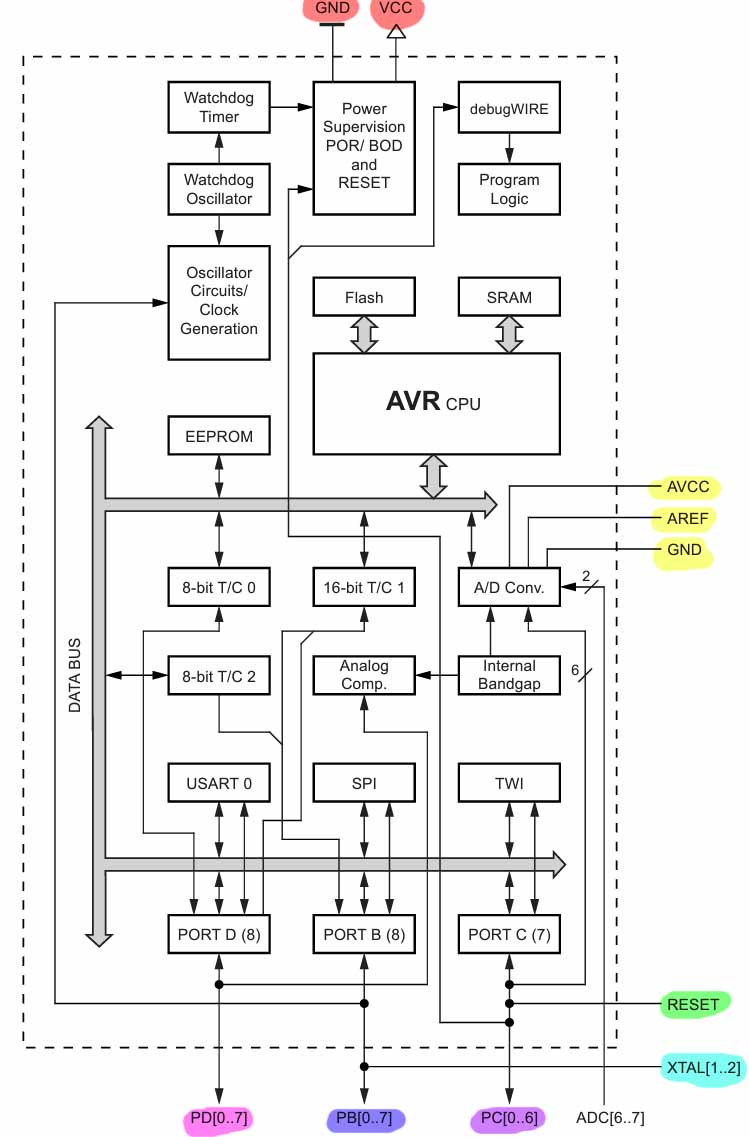 GND VCC
Watchdog
Timer
Power
Supervision
POR/ BOD
and
RESET
debugWIRE
Watchdog
Oscillator
Program
Logic
Oscillator
Circuits/
Clock
Generation
Flash
SRAM
AVR CPU
EEPROM
AVCC
AREF
GND
8-bit T/C 0
16-bit T/C 1
A/D Conv.
2
DATA BUS
8-bit T/C 2
Analog
Comp.
Internal
Bandgap
6
USART 0
SPI
TWI
PORT D (8)
PORT B (8)
PORT C (7)
RESET
XTAL[1..2]
PD[0..7]
PB[0..7]
PC[0..6]
ADC[6..7]